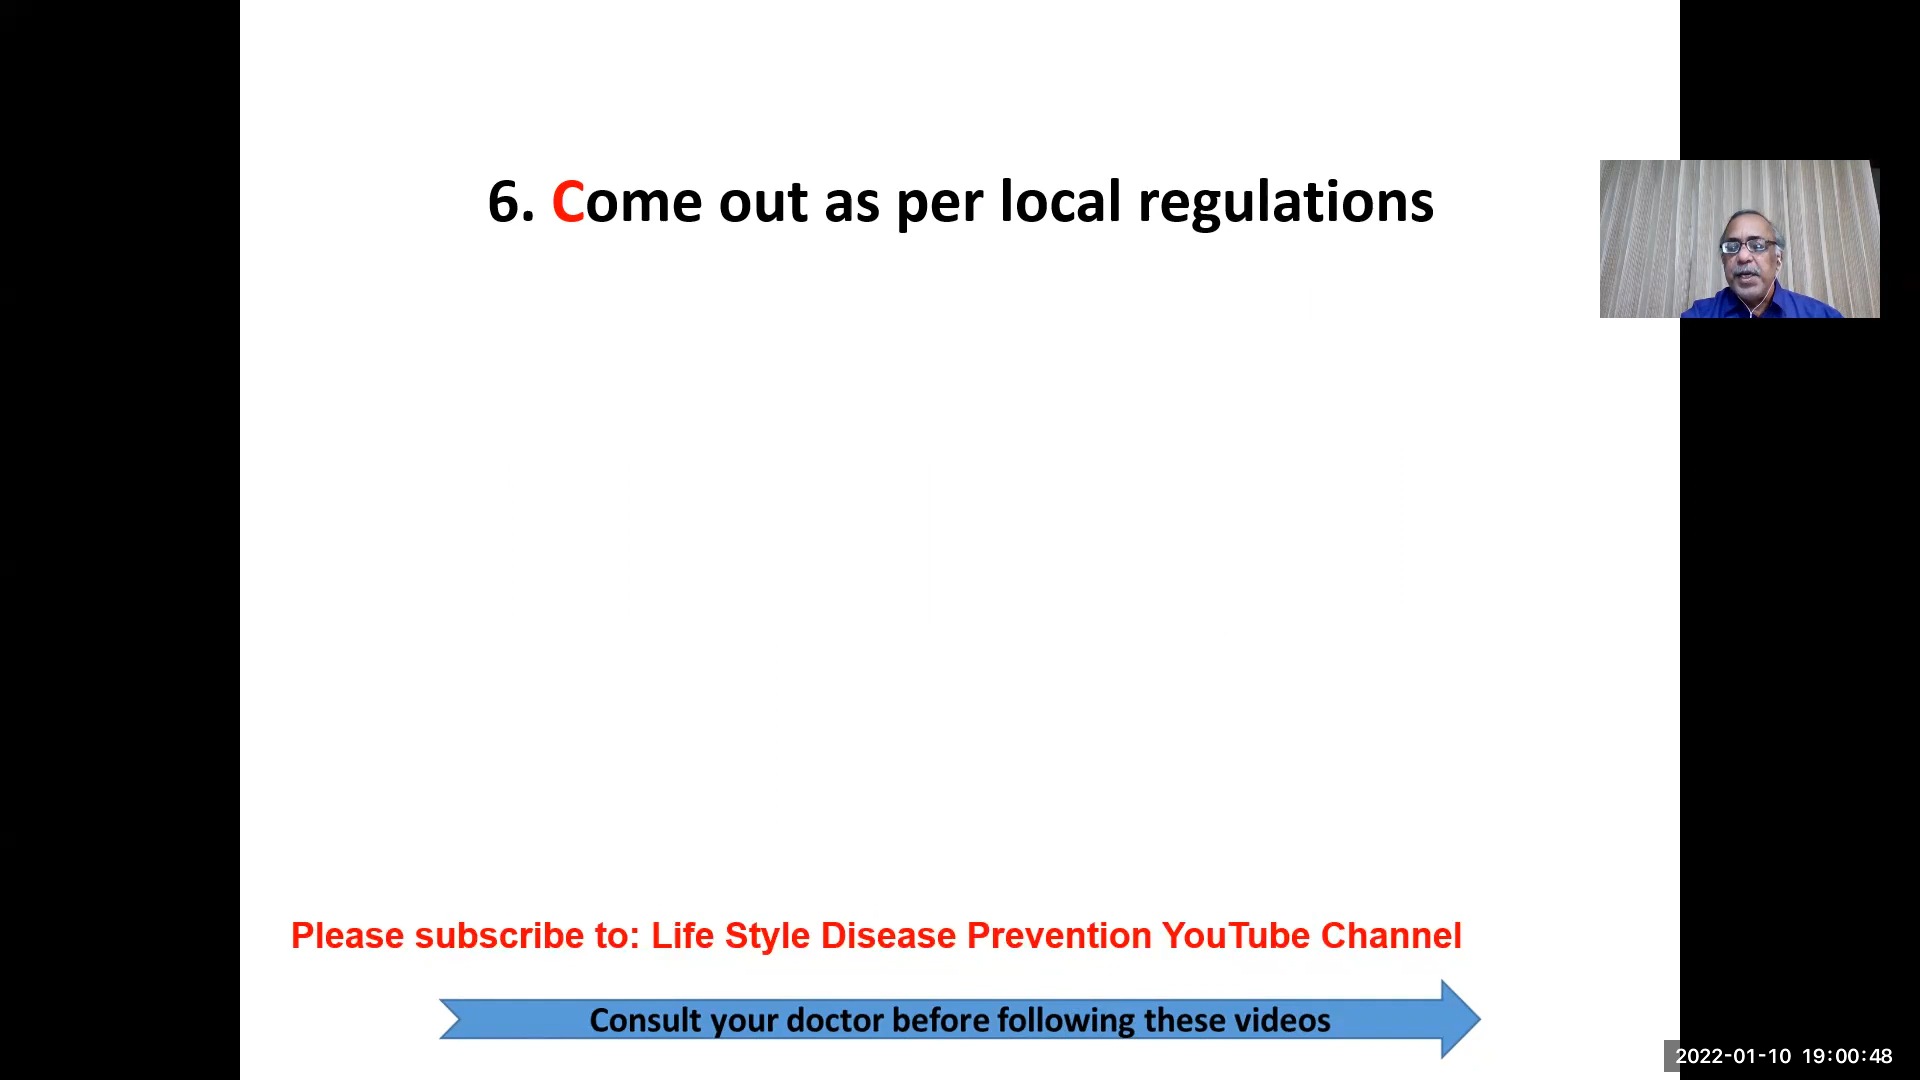 6. Come out as per local regulations
Please subscribe to: Life Style Disease Prevention YouTube Channel
Consult your doctor before following these videos
2022-01-10 19:00:48